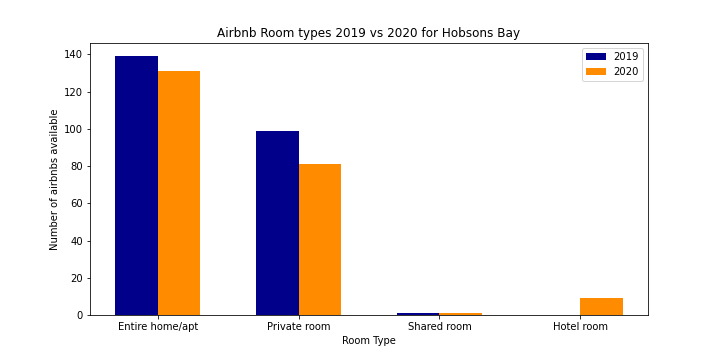 Airbnb Room types 2019 vs 2020 for Hobsons Bay
2019
2020
Number of airbnbs available
140
120
100
80
60
40
20
0
Entire home/apt
Private room
Shared room
Hotel room
Room Type